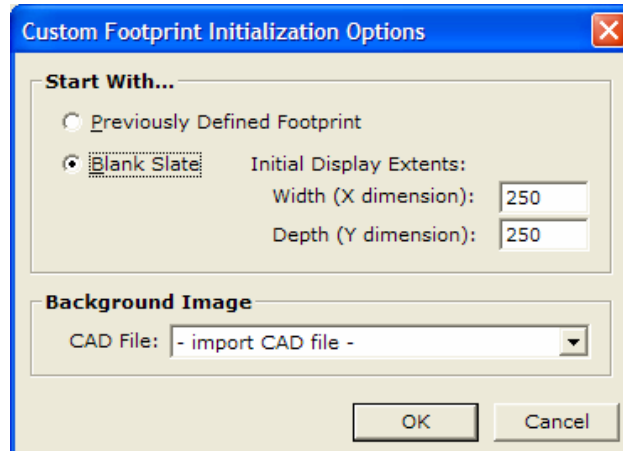 Custom Footprint Initialization Options
Start With...
Previously Defined Footprint
Blank Slate Initial Display Extents:
Width (X dimension): 250
Depth (Y dimension): 250
Background Image
CAD File: - import CAD file -
OK Cancel